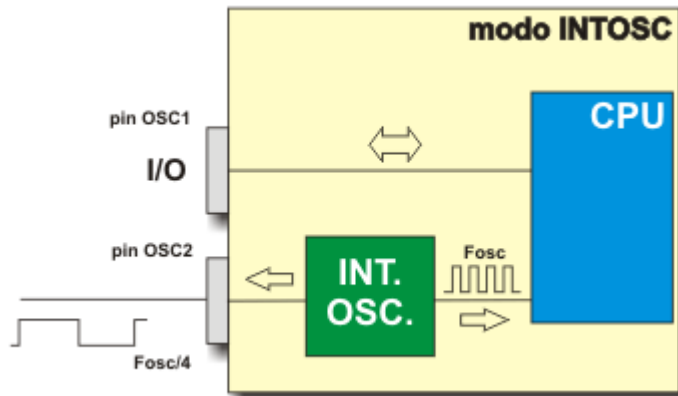 modo INTOSC
pin OSC1
I/O
CPU
pin OSC2
INT.
OSC.
Fosc
Fosc/4